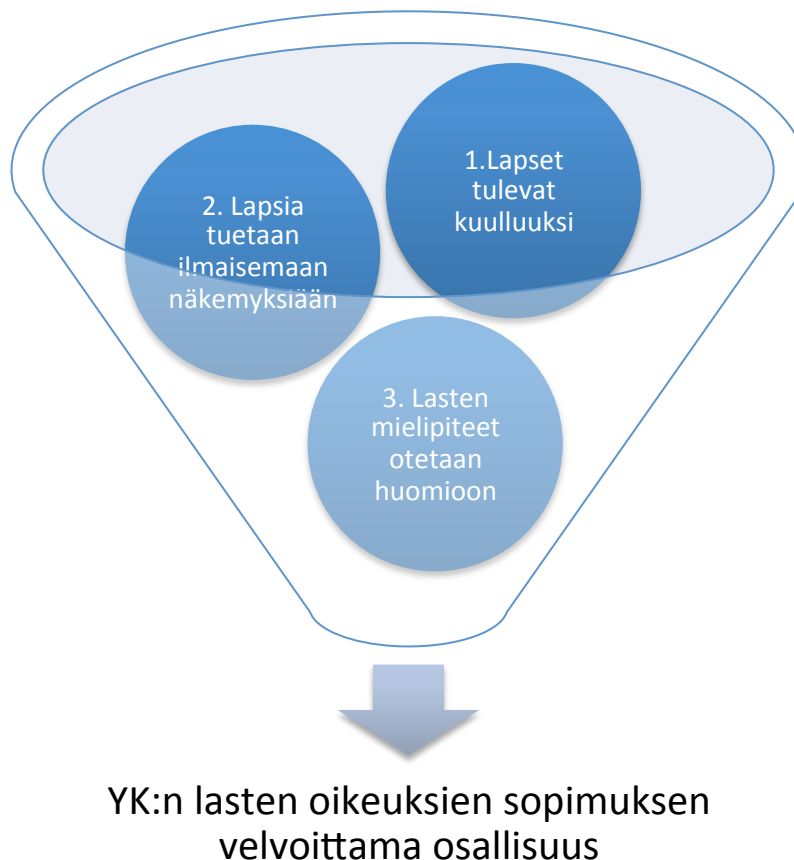 1.Lapset
tulevat
kuulluuksi
2. Lapsia
tuetaan
ilmaisemaan
näkemyksiään
3. Lasten
mielipiteet
otetaan
huomioon
YK:n lasten oikeuksien sopimuksen
velvoittama osallisuus